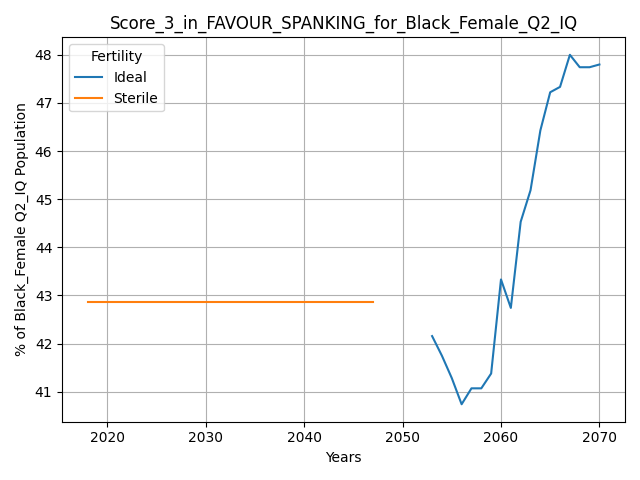 Score_3_in_FAVOUR_SPANKING_for_Black_Female_Q2_IQ
Fertility
Ideal
Sterile
% of Black_Female Q2_IQ Population
48
47
46
45
44
43
42
41
2020 2030 2040 2050 2060 2070
Years